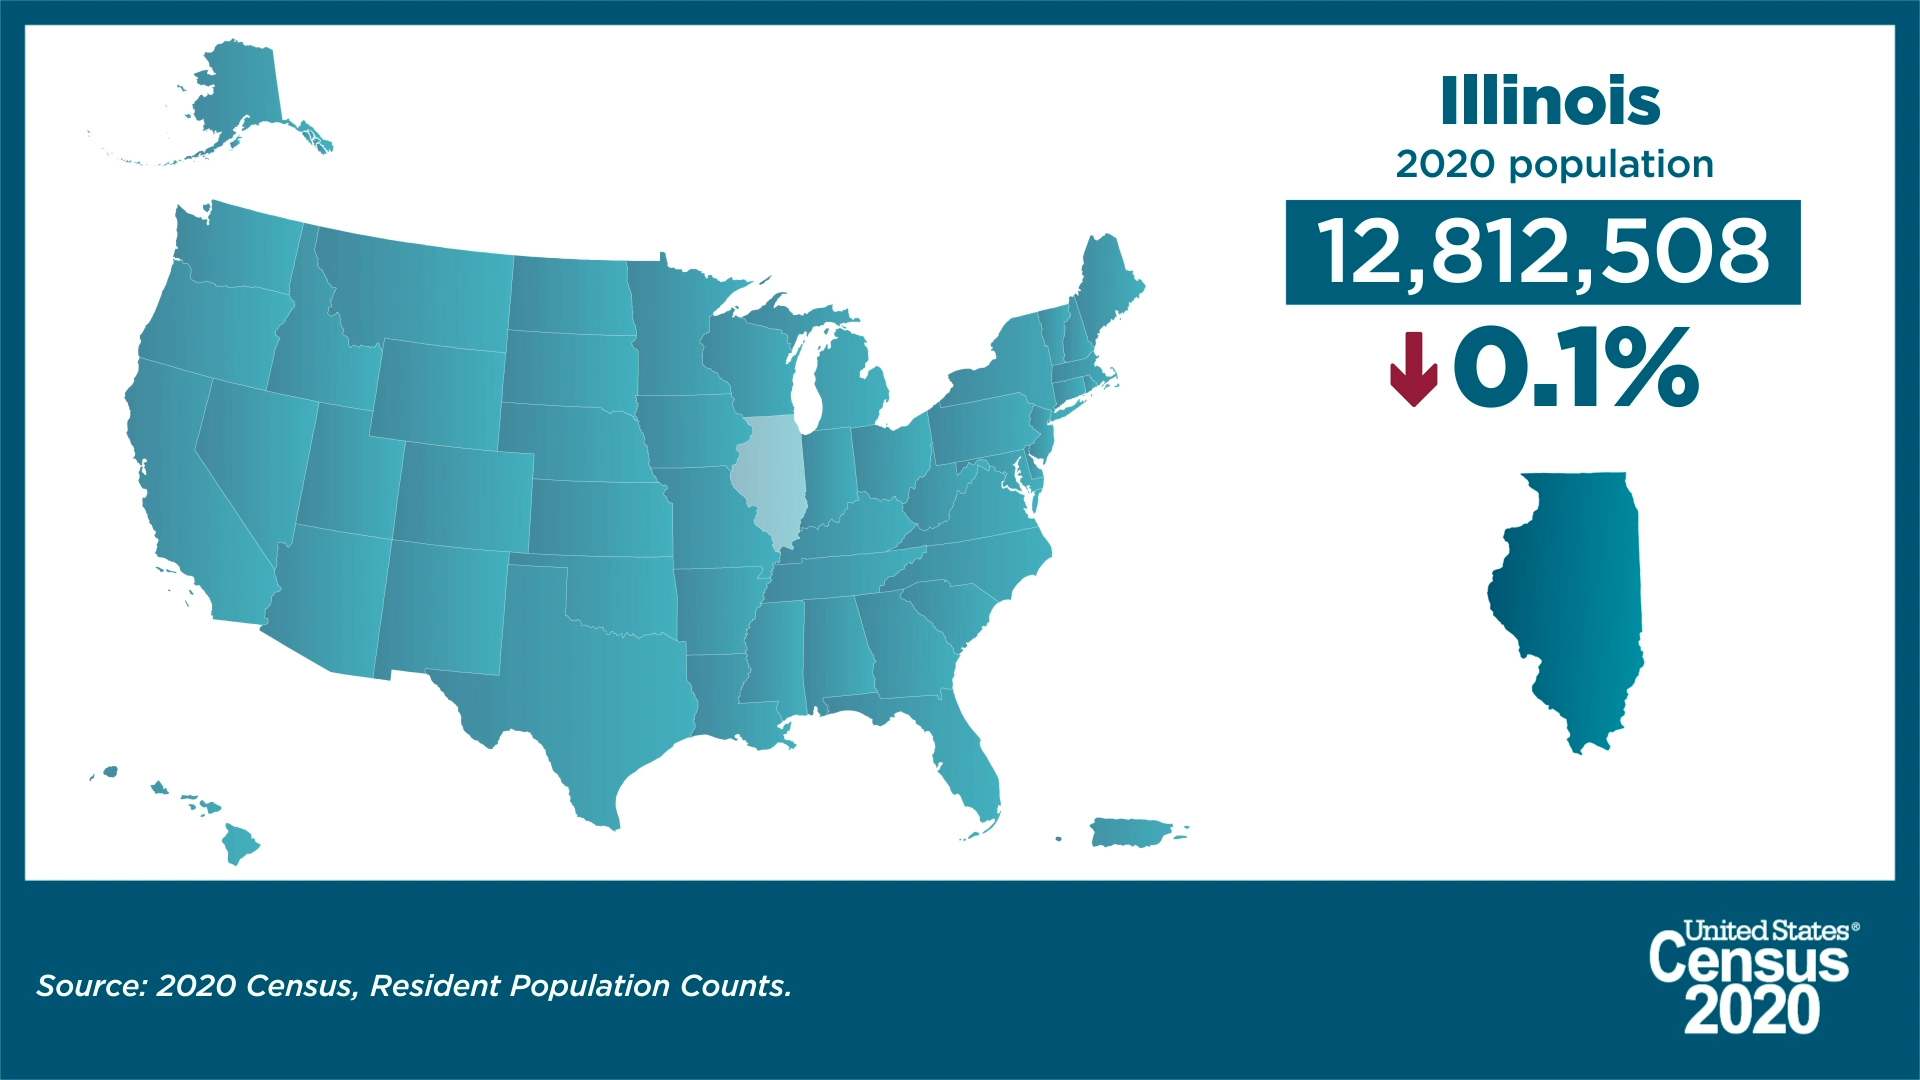 Illinois
2020 population
12,812,508
0.1%
Source: 2020 Census, Resident Population Counts.
United States®
Census
2020